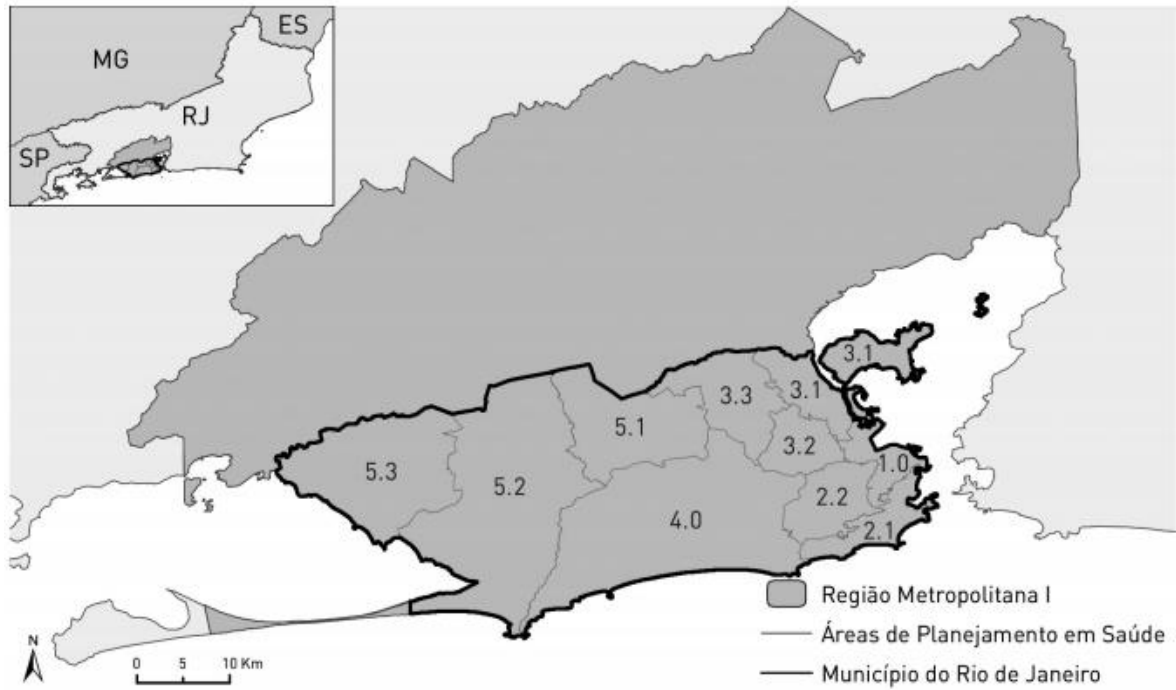 ES
MG
RJ
SP
3.1
3.1
3.3
5.1
3.2
1.0
5.3
5.2
2.2
4.0
2.1
Região Metropolitana I
Áreas de Planejamento em Saúde
Município do Rio de Janeiro
N
0 5 10 Km